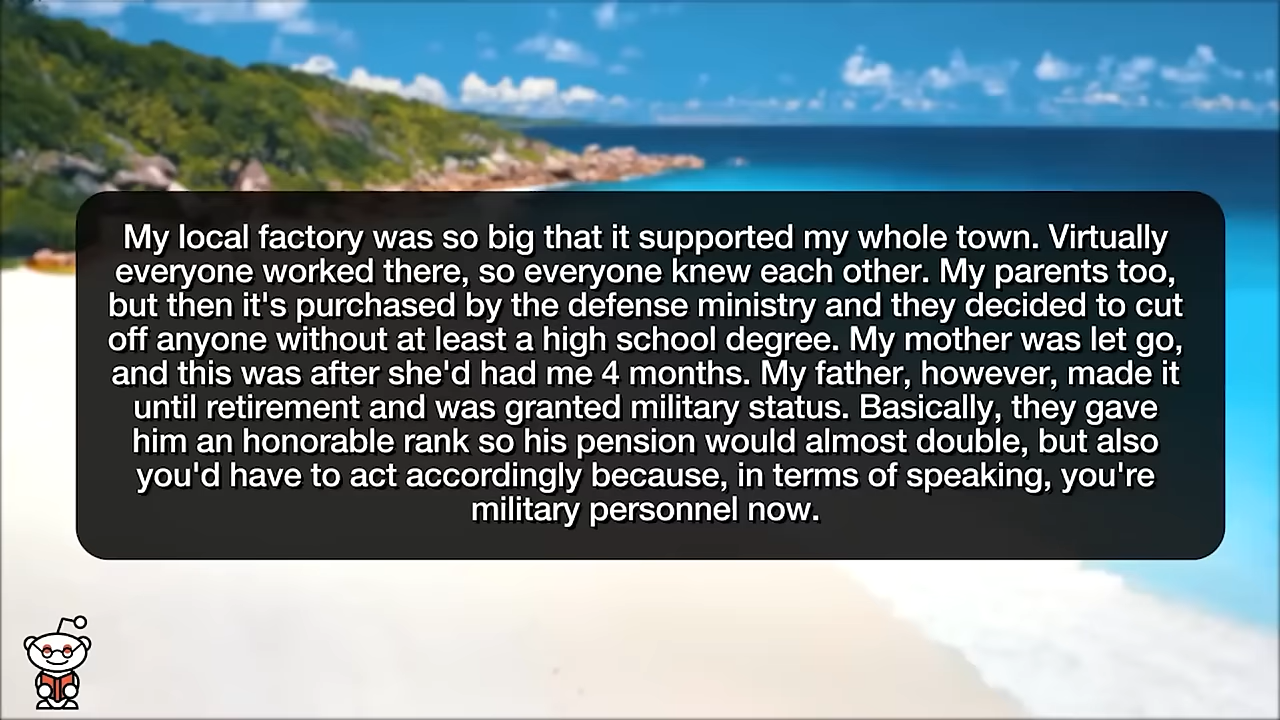 My local factory was so big that it supported my whole town. Virtually
everyone worked there, so everyone knew each other. My parents too,
but then it's purchased by the defense ministry and they decided to cut
off anyone without at least a high school degree. My mother was let go,
and this was after she'd had me 4 months. My father, however, made it
until retirement and was granted military status. Basically, they gave
him an honorable rank so his pension would almost double, but also
you'd have to act accordingly because, in terms of speaking, you're
military personnel now.